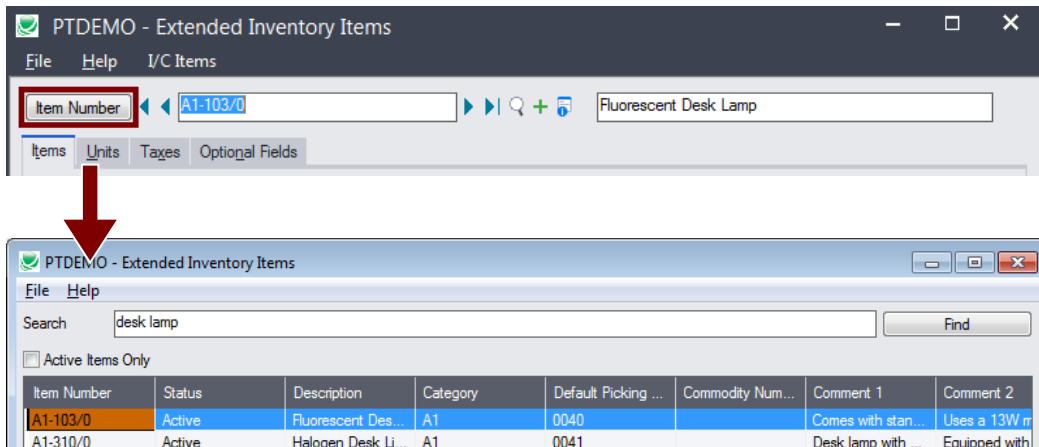 PTDEMO - Extended Inventory Items
File Help I/C Items
Item Number A1-103/0 Fluorescent Desk Lamp
Items Units Taxes Optional Fields
PTDEMO - Extended Inventory Items
File Help
Search desk lamp Find
Active Items Only
Item Number Status Description Category Default Picking ... Commodity Num... Comment 1 Comment 2
A1-103/0 Active Fluorescent Des... A1 0040 Comes with stan... Uses a 13W m
A1-310/0 Active Halogen Desk Li... A1 0041 Desk lamp with ... Equipped with